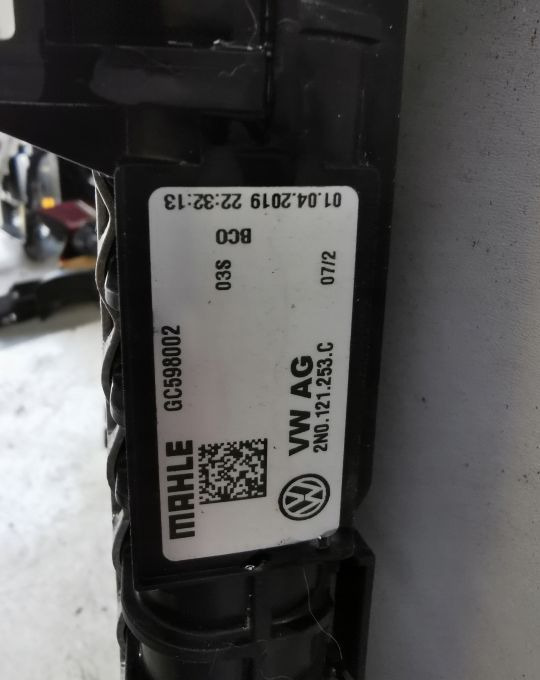 MAHLE
GC598002
03S
BCO
01.04.2019 22:32:13
VW AG
2N0.121.253.C
07/2